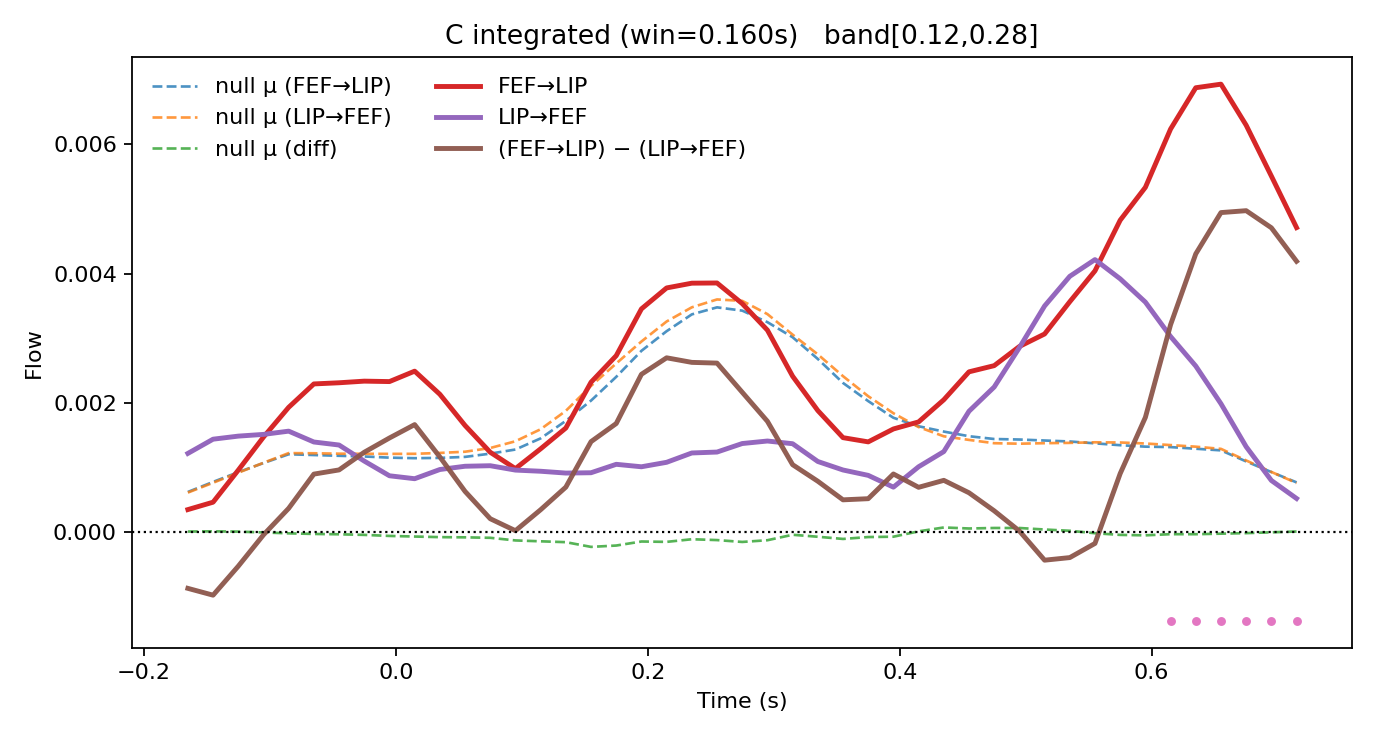 C integrated (win=0.160s)   band[0.12,0.28]
null μ (FEF→LIP)
null μ (LIP→FEF)
null μ (diff)
FEF→LIP
LIP→FEF
(FEF→LIP) − (LIP→FEF)
0.006
0.004
0.002
0.000
Flow
−0.2
0.0
0.2
0.4
0.6
Time (s)